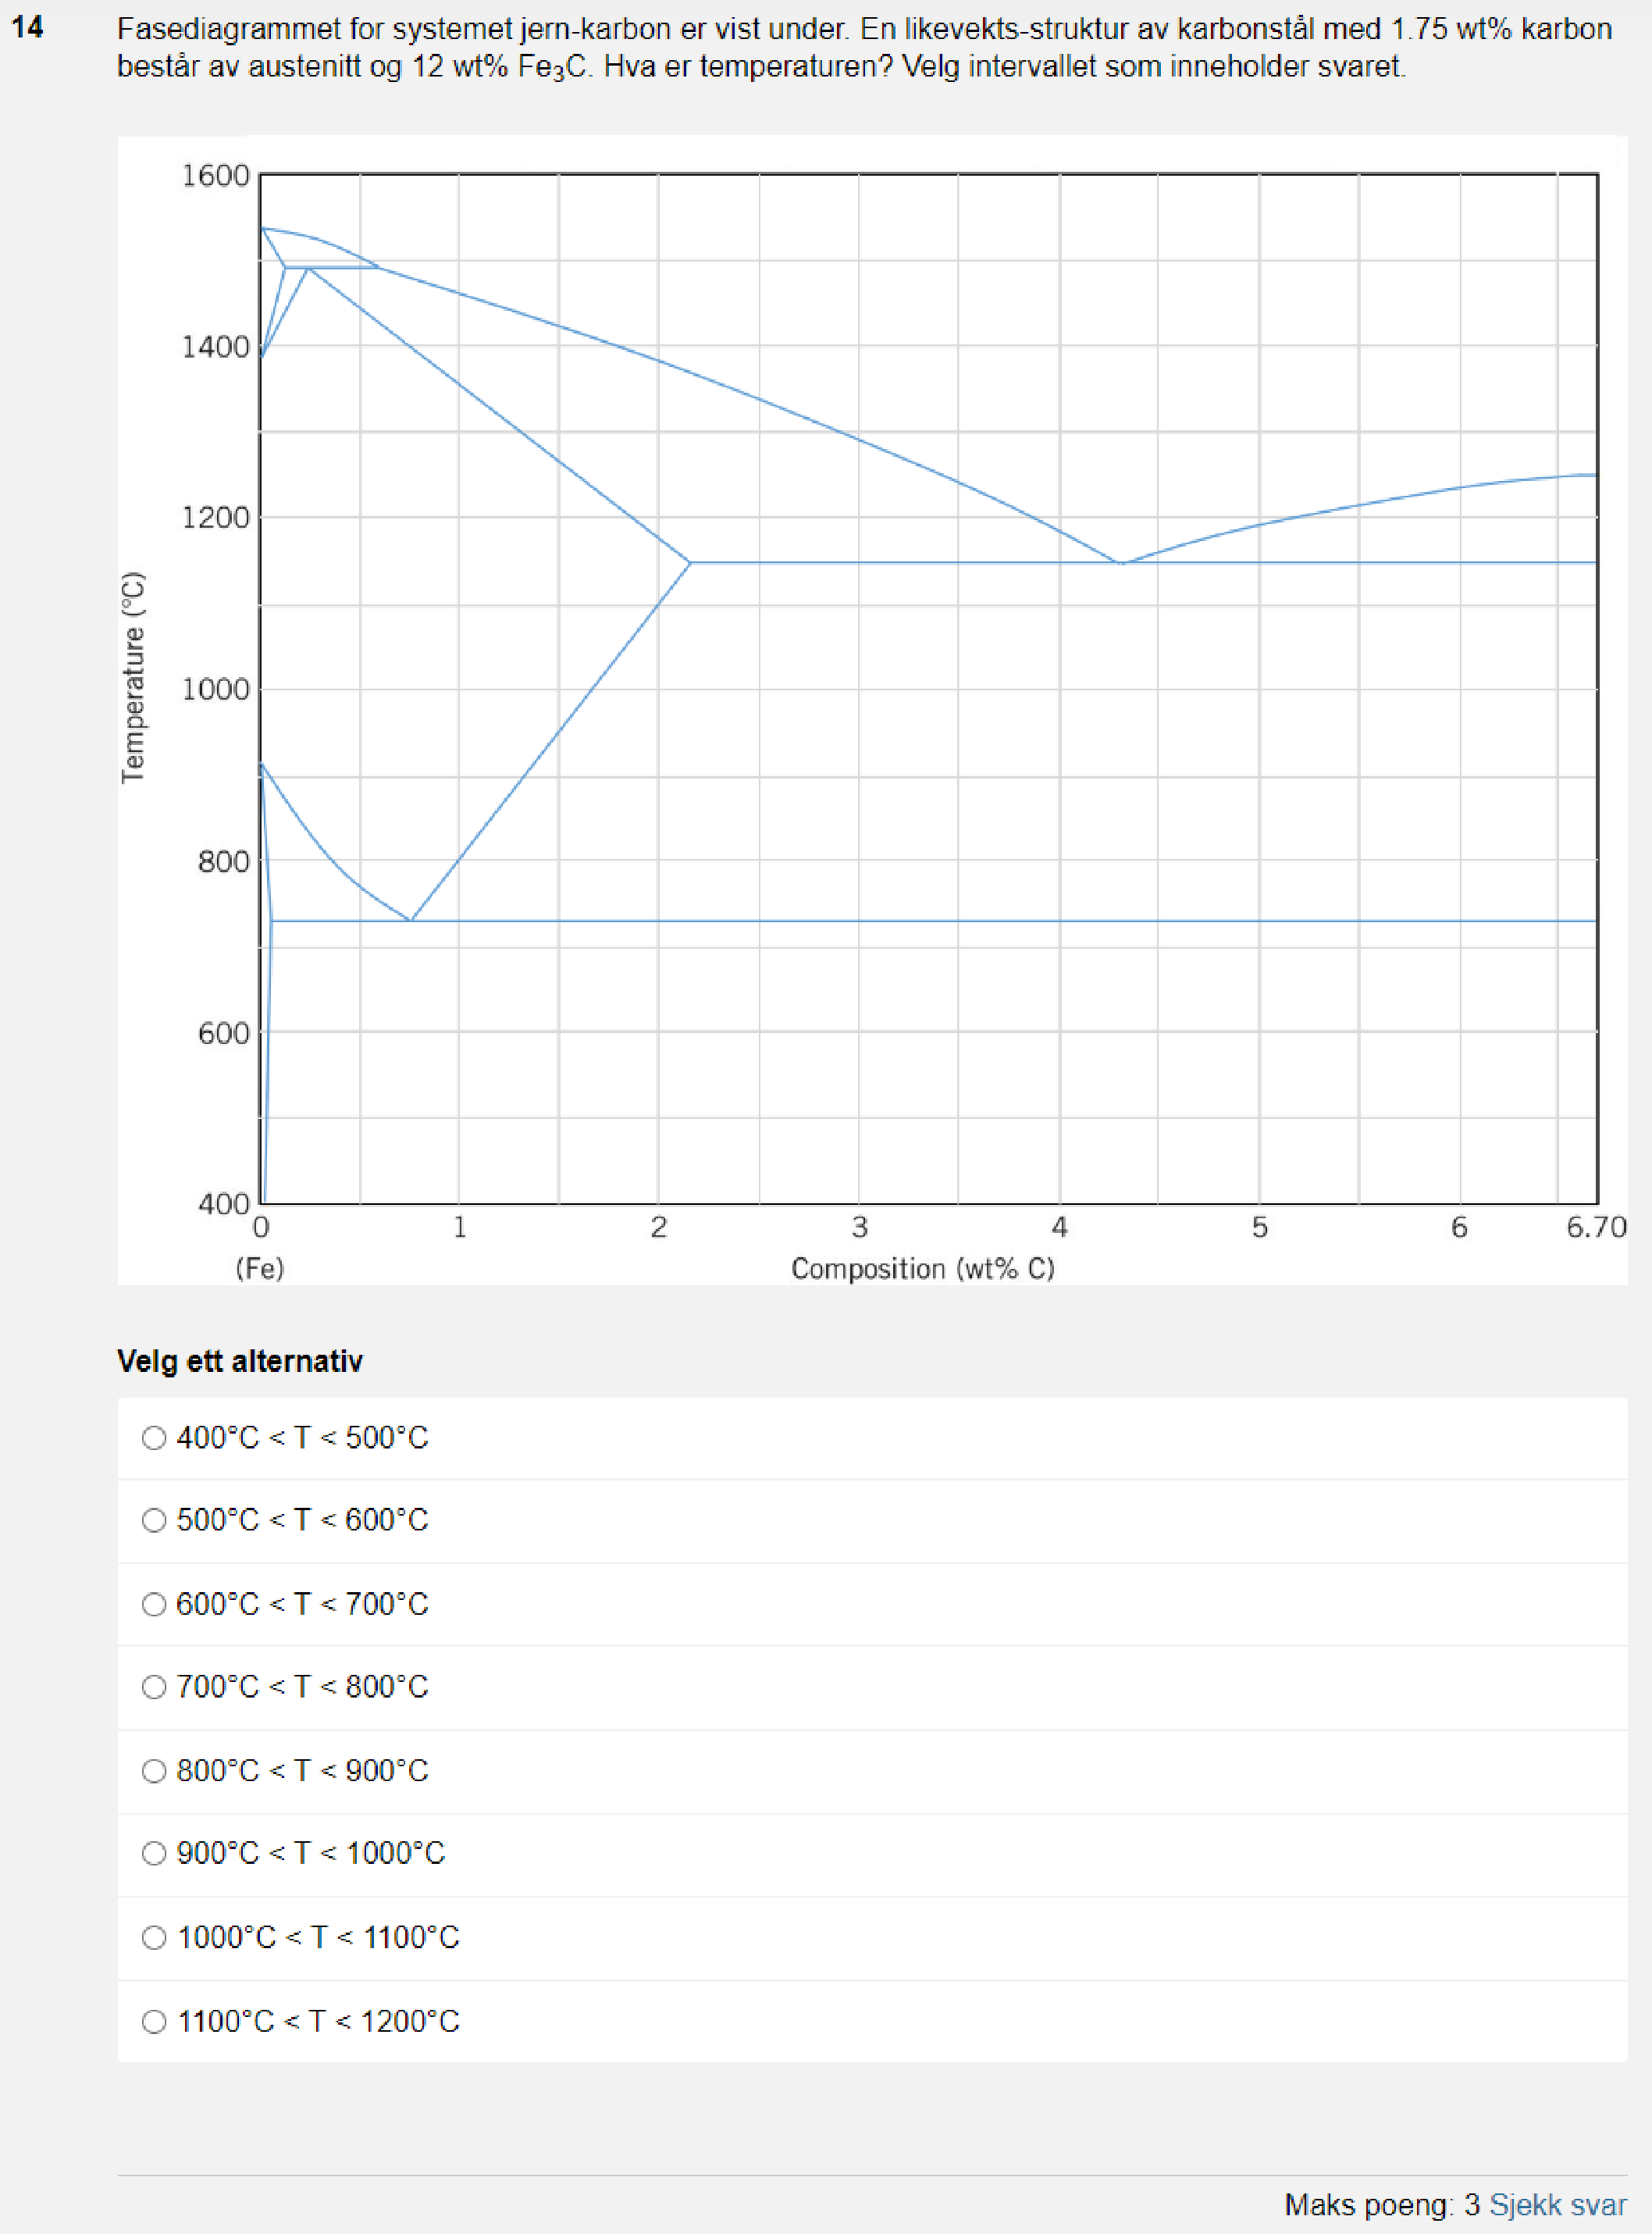 14
Fasediagrammet for systemet jern-karbon er vist under. En likevekts-struktur av karbonstål med 1.75 wt% karbon
består av austenitt og 12 wt% Fe₃C. Hva er temperaturen? Velg intervallet som inneholder svaret.
1600
1400
1200
1000
800
600
400
Temperature (°C)
0 1 2 3 4 5 6 6.70
(Fe)
Composition (wt% C)
Velg ett alternativ
400°C < T < 500°C
500°C < T < 600°C
600°C < T < 700°C
700°C < T < 800°C
800°C < T < 900°C
900°C < T < 1000°C
1000°C < T < 1100°C
1100°C < T < 1200°C
Maks poeng: 3 Sjekk svar